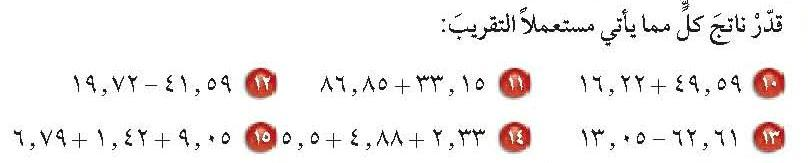 قدّرْ ناتجَ كلٍّ مما يأتي مستعملاً التقريبَ:
١٠ ٤٩,٥٩ + ١٦,٢٢ ١١ ٣٣,١٥ + ٨٦,٨٥ ١٢ ٤١,٥٩ − ١٩,٧٢
١٣ ٦٢,٦١ − ١٣,٠٥ ١٤ ٢,٣٣ + ٤,٨٨ + ٥,٥ ١٥ ٩,٠٥ + ١,٤٢ + ٦,٧٩